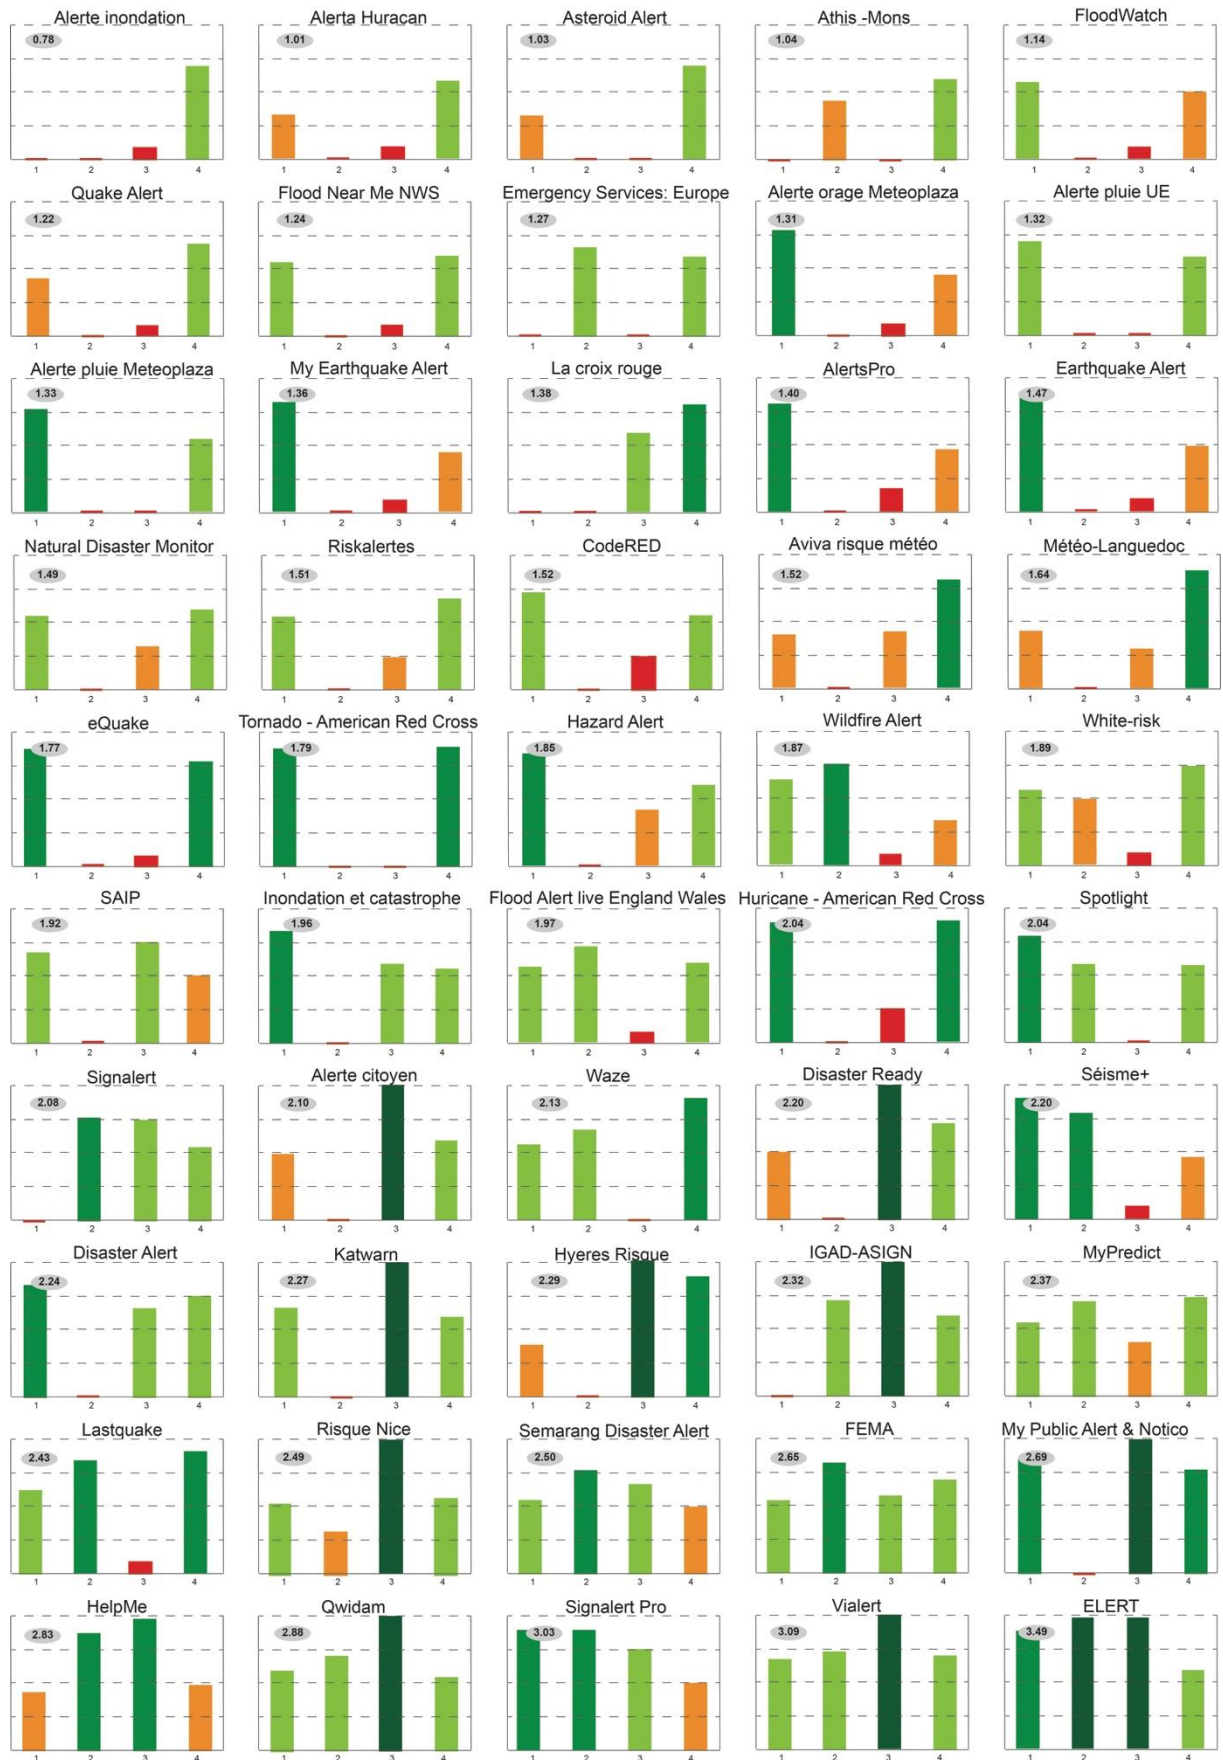 Alerte inondation Alerta Huracan Asteroid Alert Athis -Mons FloodWatch
0.78 1.01 1.03 1.04 1.14
1 2 3 4 1 2 3 4 1 2 3 4 1 2 3 4 1 2 3 4
Quake Alert Flood Near Me NWS Emergency Services: Europe Alerte orage Meteoplaza Alerte pluie UE
1.22 1.24 1.27 1.31 1.32
1 2 3 4 1 2 3 4 1 2 3 4 1 2 3 4 1 2 3 4
Alerte pluie Meteoplaza My Earthquake Alert La croix rouge AlertsPro Earthquake Alert
1.33 1.36 1.38 1.40 1.47
1 2 3 4 1 2 3 4 1 2 3 4 1 2 3 4 1 2 3 4
Natural Disaster Monitor Riskalertes CodeRED Aviva risque météo Météo-Languedoc
1.49 1.51 1.52 1.52 1.64
1 2 3 4 1 2 3 4 1 2 3 4 1 2 3 4 1 2 3 4
eQuake Tornado - American Red Cross Hazard Alert Wildfire Alert White-risk
1.77 1.79 1.85 1.87 1.89
1 2 3 4 1 2 3 4 1 2 3 4 1 2 3 4 1 2 3 4
SAIP Inondation et catastrophe Flood Alert live England Wales Huricane - American Red Cross Spotlight
1.92 1.96 1.97 2.04 2.04
1 2 3 4 1 2 3 4 1 2 3 4 1 2 3 4 1 2 3 4
Signalert Alerte citoyen Waze Disaster Ready Séisme+
2.08 2.10 2.13 2.20 2.20
1 2 3 4 1 2 3 4 1 2 3 4 1 2 3 4 1 2 3 4
Disaster Alert Katwarn Hyeres Risque IGAD-ASIGN MyPredict
2.24 2.27 2.29 2.32 2.37
1 2 3 4 1 2 3 4 1 2 3 4 1 2 3 4 1 2 3 4
Lastquake Risque Nice Semarang Disaster Alert FEMA My Public Alert & Notico
2.43 2.49 2.50 2.65 2.69
1 2 3 4 1 2 3 4 1 2 3 4 1 2 3 4 1 2 3 4
HelpMe Qwidam Signalert Pro Vialert ELERT
2.83 2.88 3.03 3.09 3.49
1 2 3 4 1 2 3 4 1 2 3 4 1 2 3 4 1 2 3 4